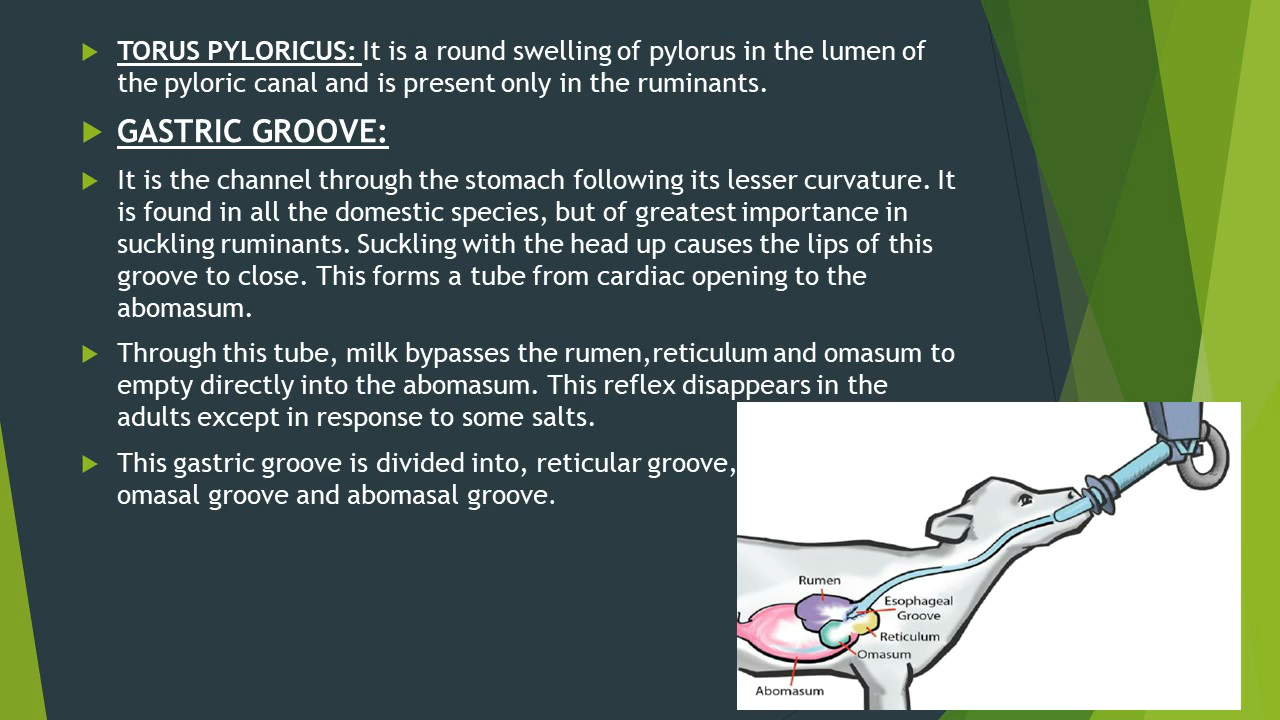 TORUS PYLORICUS: It is a round swelling of pylorus in the lumen of
the pyloric canal and is present only in the ruminants.
GASTRIC GROOVE:
It is the channel through the stomach following its lesser curvature. It
is found in all the domestic species, but of greatest importance in
suckling ruminants. Suckling with the head up causes the lips of this
groove to close. This forms a tube from cardiac opening to the
abomasum.
Through this tube, milk bypasses the rumen,reticulum and omasum to
empty directly into the abomasum. This reflex disappears in the
adults except in response to some salts.
This gastric groove is divided into, reticular groove,
omasal groove and abomasal groove.
Rumen
Esophageal
Groove
Reticulum
Omasum
Abomasum